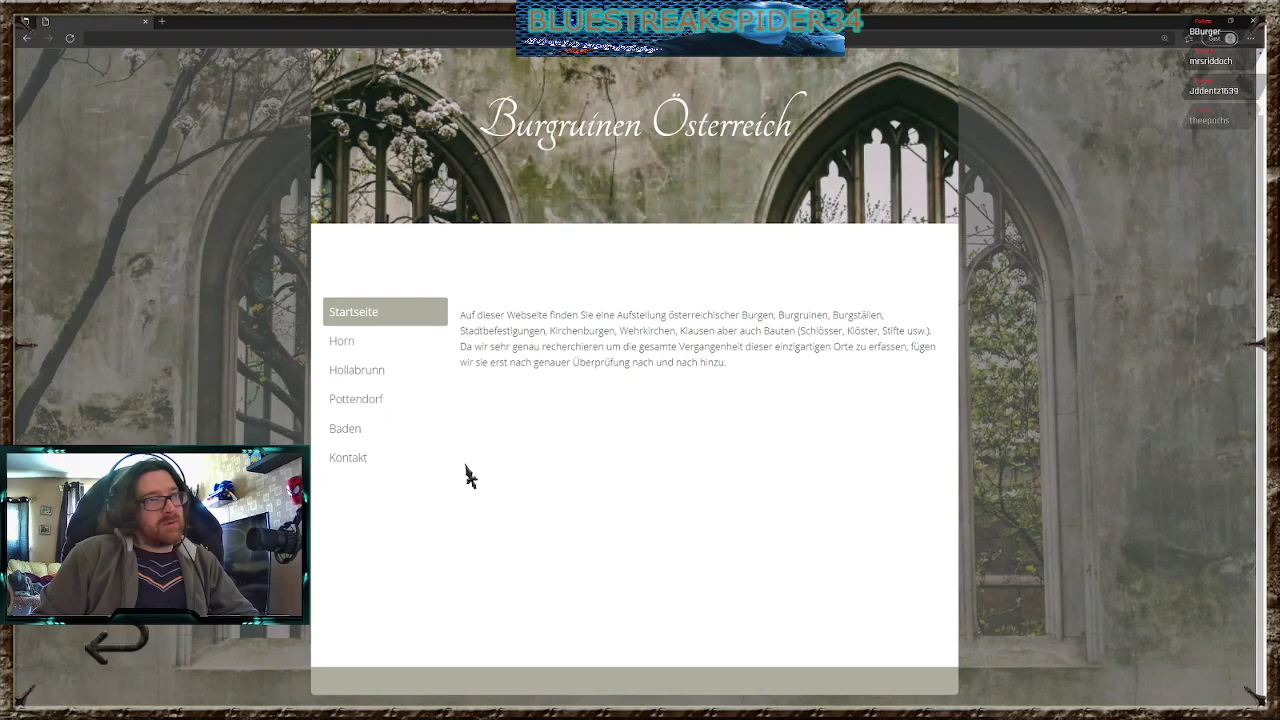 BLUESTREAKSPIDER34
Follow
BBurger
mrsriddoch
Jddentz1639
theepochs
Burgruinen Österreich
Startseite
Horn
Hollabrunn
Pottendorf
Baden
Kontakt
Auf dieser Webseite finden Sie eine Aufstellung österreichischer Burgen, Burgruinen, Burgställen,
Stadtbefestigungen, Kirchenburgen, Wehrkirchen, Klausen aber auch Bauten (Schlösser, Klöster, Stifte usw.).
Da wir sehr genau recherchieren um die gesamte Vergangenheit dieser einzigartigen Orte zu erfassen, fügen
wir sie erst nach genauer Überprüfung nach und nach hinzu.